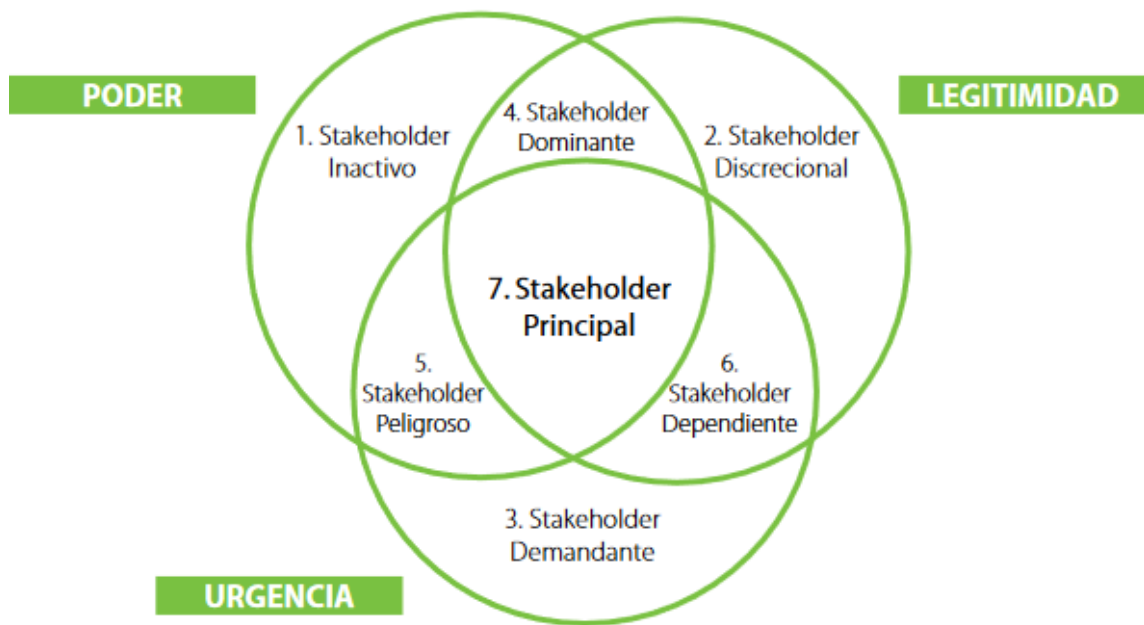 PODER
LEGITIMIDAD
1. Stakeholder
Inactivo
4. Stakeholder
Dominante
2. Stakeholder
Discrecional
7. Stakeholder
Principal
5.
Stakeholder
Peligroso
6.
Stakeholder
Dependiente
3. Stakeholder
Demandante
URGENCIA